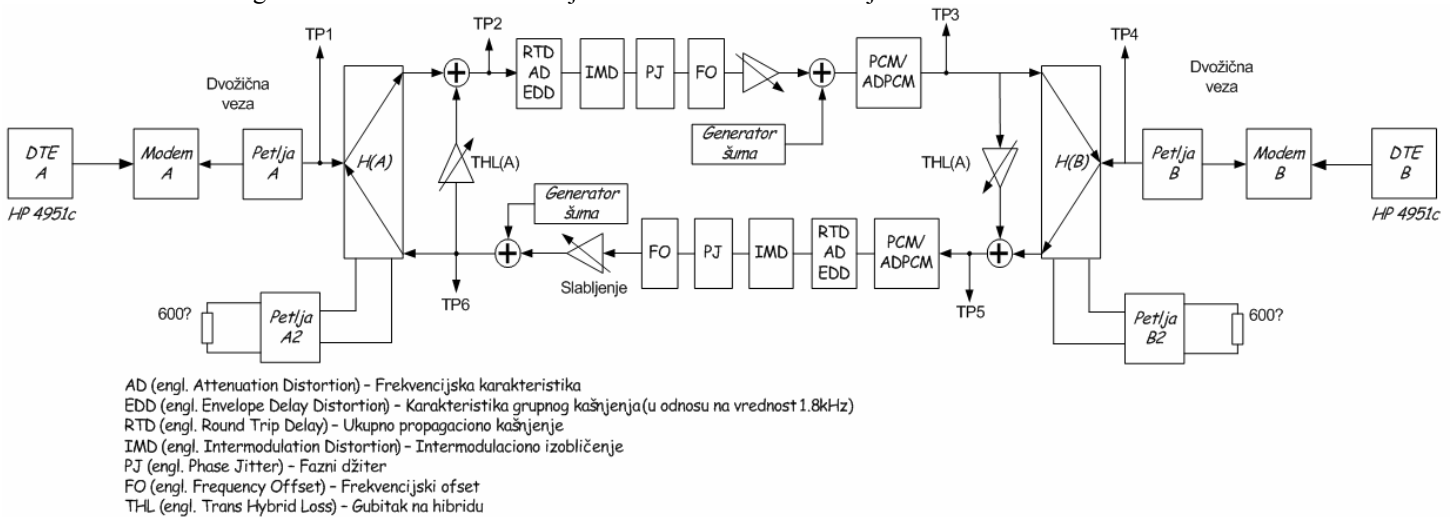 TP1
TP2
TP3
TP4
Dvožična
veza
RTD
AD
EDD
IMD
PJ
FO
PCM/
ADPCM
Dvožična
veza
DTE
A
HP 4951c
Modem
A
Petlja
A
H(A)
THL(A)
Generator
šuma
THL(A)
H(B)
Petlja
B
Modem
B
DTE
B
HP 4951c
Generator
šuma
Slabljenje
FO
PJ
IMD
RTD
AD
EDD
PCM/
ADPCM
TP6
TP5
600?
Petlja
A2
Petlja
B2
600?
AD (engl. Attenuation Distortion) – Frekvencijska karakteristika
EDD (engl. Envelope Delay Distortion) – Karakteristika grupnog kašnjenja(u odnosu na vrednost 1.8kHz)
RTD (engl. Round Trip Delay) – Ukupno propagaciono kašnjenje
IMD (engl. Intermodulation Distortion) – Intermodulaciono izobličenje
PJ (engl. Phase Jitter) – Fazni džiter
FO (engl. Frequency Offset) – Frekvencijski ofset
THL (engl. Trans Hybrid Loss) – Gubitak na hibridu